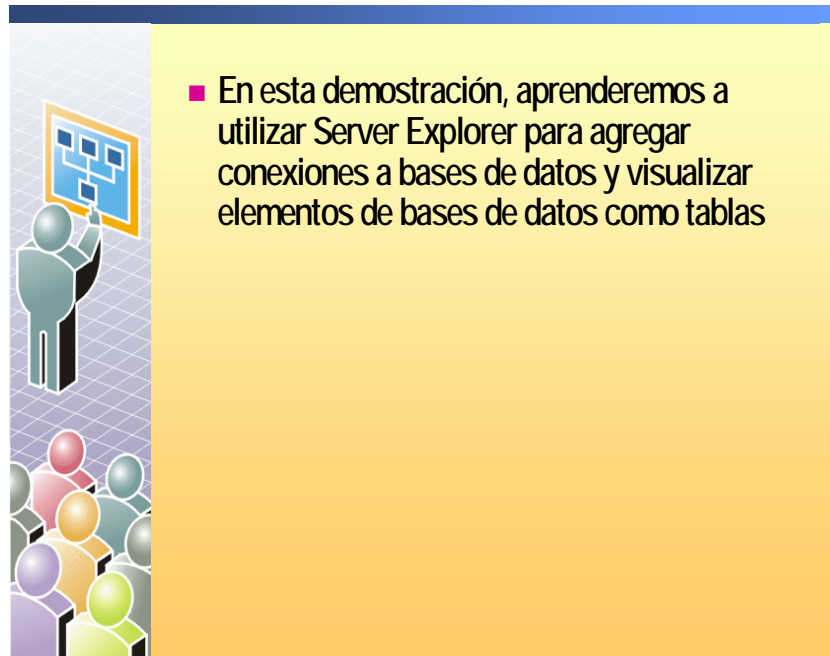 En esta demostración, aprenderemos a
utilizar Server Explorer para agregar
conexiones a bases de datos y visualizar
elementos de bases de datos como tablas